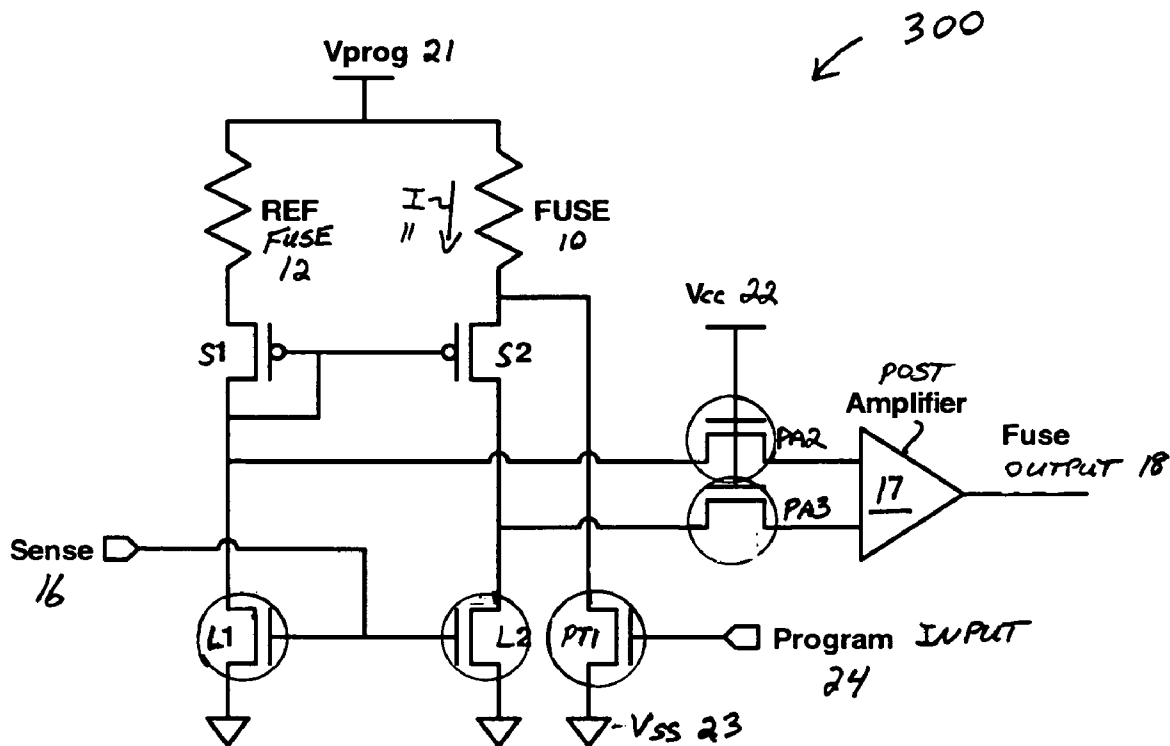 300
Vprog 21
REF
FUSE
12
I
11
FUSE
10
S1
S2
Vcc 22
POST
Amplifier
PA2
PA3
17
Fuse
OUTPUT 18
Sense
16
L1
L2
PT1
Program INPUT
24
VSS 23